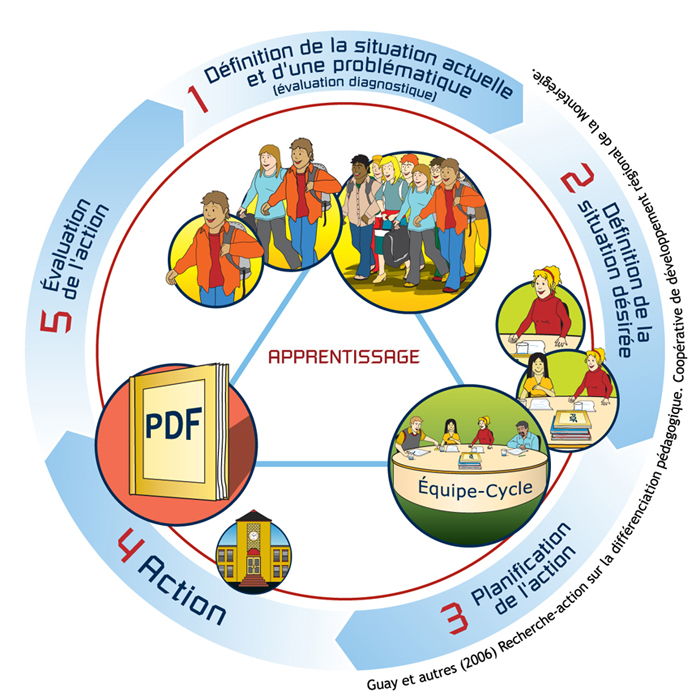 1 Définition de la situation actuelle
et d'une problématique
(évaluation diagnostique)
2 Définition de la
situation désirée
3 Planification
de l'action
4 Action
5 Évaluation
de l'action
APPRENTISSAGE
PDF
Équipe-Cycle
Guay et autres (2006) Recherche-action sur la différenciation pédagogique. Coopérative de développement régional de la Montérégie.